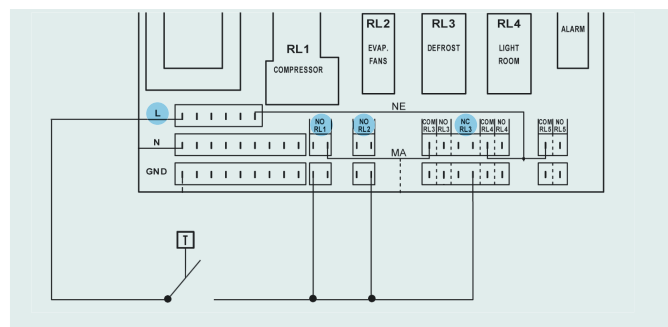 RL1
COMPRESSOR
RL2
EVAP.
FANS
RL3
DEFROST
RL4
LIGHT
ROOM
ALARM
L
NE
NO
RL1
NO
RL2
COM
RL3
NO
RL3
NC
RL3
COM
RL4
NO
RL4
COM
RL5
NO
RL5
N
MA
GND
T